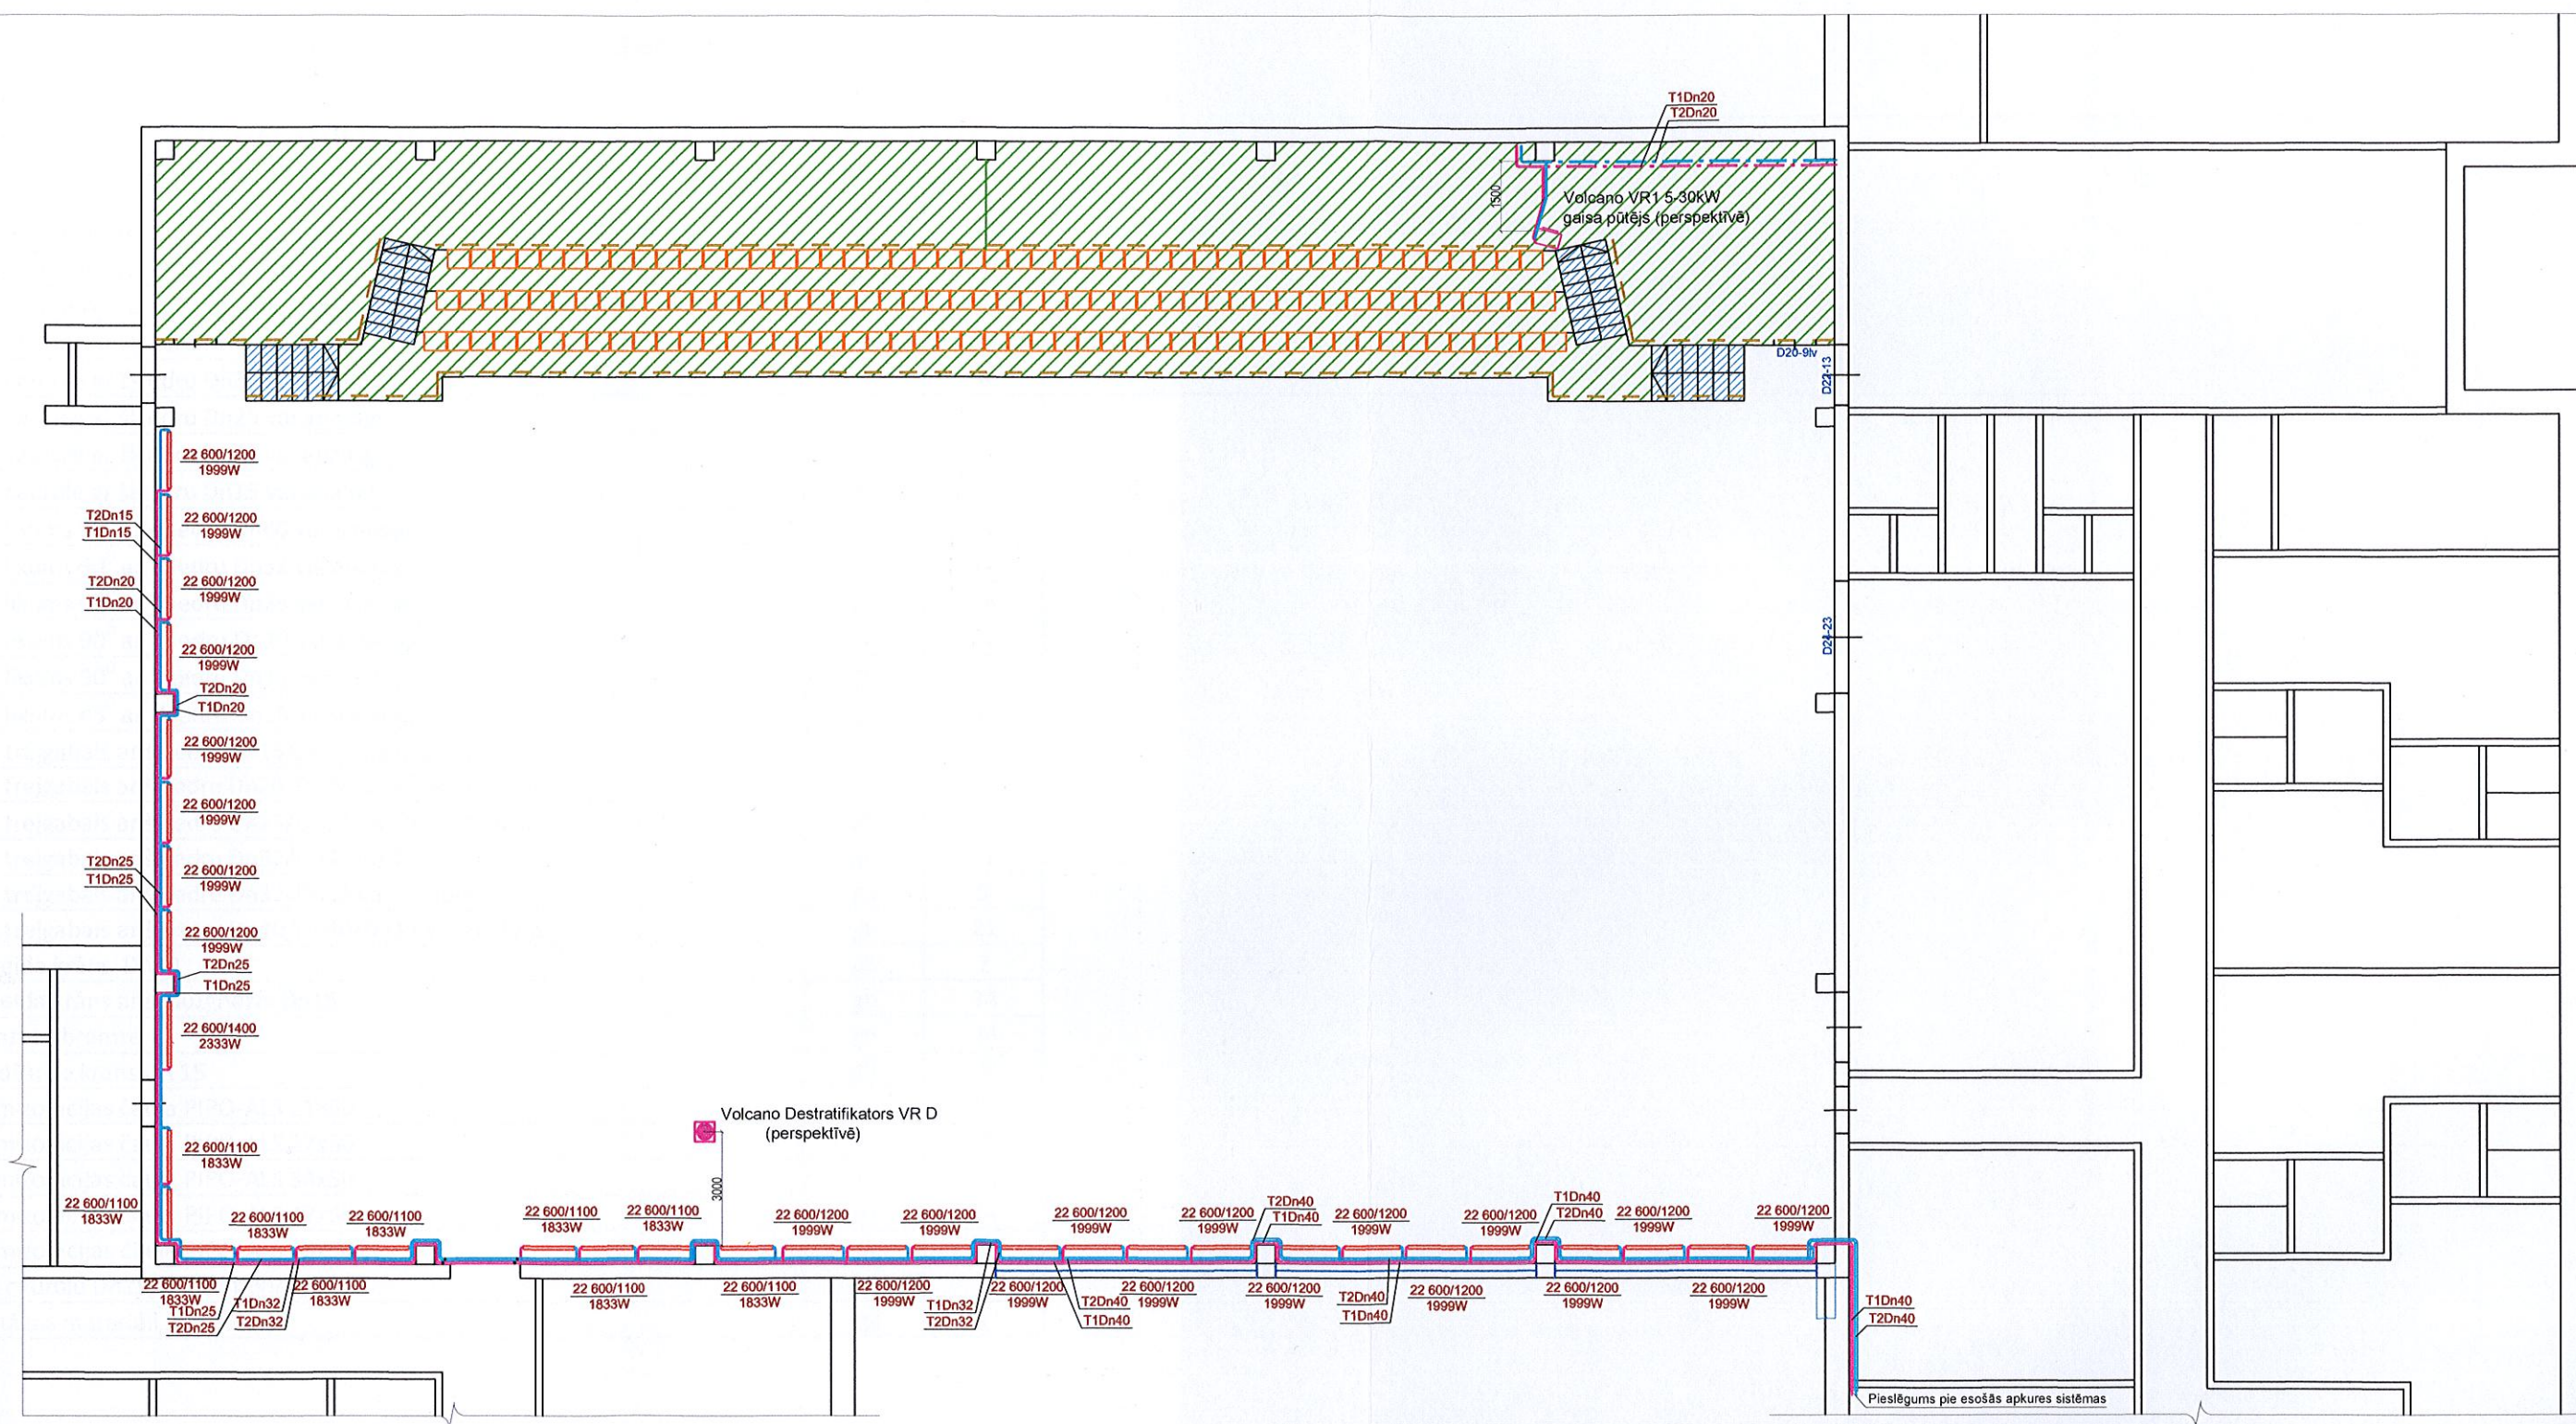 T1Dn20
T2Dn20
1500
Volcano VR1 5-30kW
gaisa pūtējs (perspektīvē)
D20-9lv
D22-13
D24-23
22 600/1200
1999W
T2Dn15
T1Dn15
22 600/1200
1999W
T2Dn20
T1Dn20
22 600/1200
1999W
22 600/1200
1999W
T2Dn20
T1Dn20
22 600/1200
1999W
22 600/1200
1999W
T2Dn25
T1Dn25
22 600/1200
1999W
22 600/1200
1999W
T2Dn25
T1Dn25
22 600/1400
2333W
Volcano Destratifikators VR D
(perspektīvē)
3000
22 600/1100
1833W
22 600/1100
1833W
22 600/1100
1833W
22 600/1100
1833W
22 600/1100
1833W
22 600/1100
1833W
22 600/1200
1999W
22 600/1200
1999W
22 600/1200
1999W
22 600/1200
1999W
T2Dn40
T1Dn40
22 600/1200
1999W
22 600/1200
1999W
T1Dn40
T2Dn40
22 600/1200
1999W
22 600/1200
1999W
22 600/1100
1833W
T1Dn25
T2Dn25
T1Dn32
T2Dn32
22 600/1100
1833W
22 600/1100
1833W
22 600/1100
1833W
22 600/1200
1999W
T1Dn32
T2Dn32
22 600/1200
1999W
T2Dn40
T1Dn40
22 600/1200
1999W
22 600/1200
1999W
T2Dn40
T1Dn40
22 600/1200
1999W
22 600/1200
1999W
22 600/1200
1999W
T1Dn40
T2Dn40
Pieslēgums pie esošās apkures sistēmas